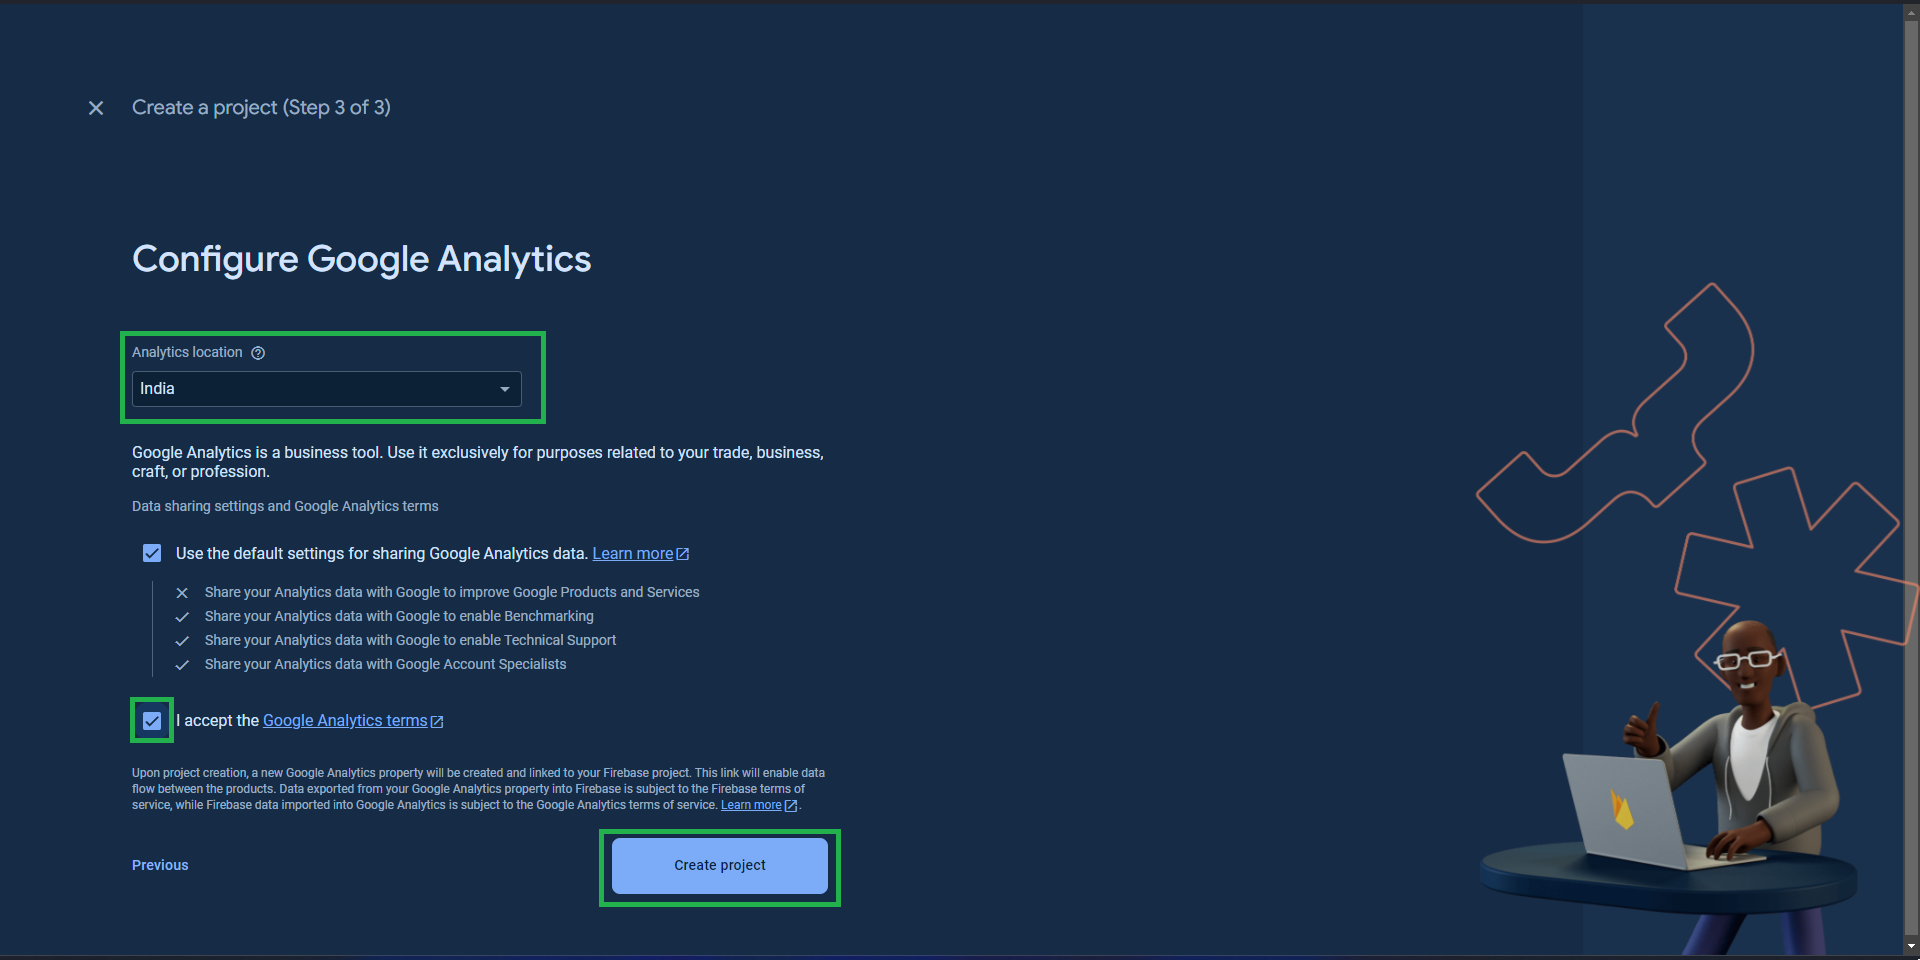 Create a project (Step 3 of 3)
Configure Google Analytics
Analytics location
India
Google Analytics is a business tool. Use it exclusively for purposes related to your trade, business,
craft, or profession.
Data sharing settings and Google Analytics terms
Use the default settings for sharing Google Analytics data. Learn more
Share your Analytics data with Google to improve Google Products and Services
Share your Analytics data with Google to enable Benchmarking
Share your Analytics data with Google to enable Technical Support
Share your Analytics data with Google Account Specialists
I accept the Google Analytics terms
Upon project creation, a new Google Analytics property will be created and linked to your Firebase project. This link will enable data
flow between the products. Data exported from your Google Analytics property into Firebase is subject to the Firebase terms of
service, while Firebase data imported into Google Analytics is subject to the Google Analytics terms of service. Learn more.
Previous
Create project